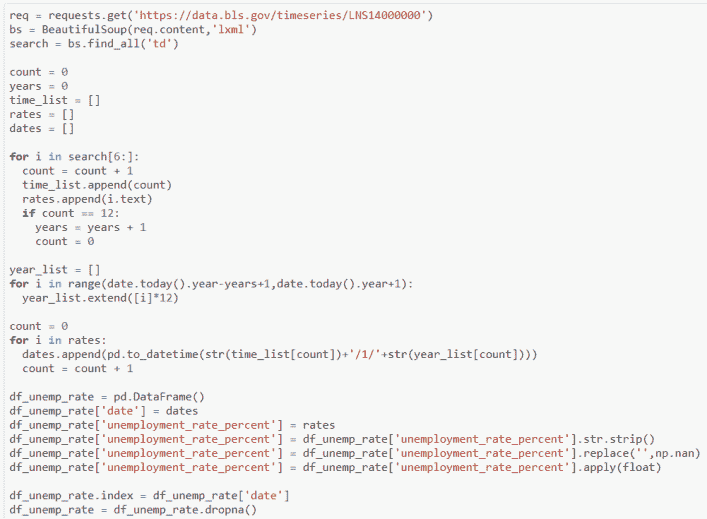 req = requests.get('https://data.bls.gov/timeseries/LNS14000000')
bs = BeautifulSoup(req.content,'lxml')
search = bs.find_all('td')

count = 0
years = 0
time_list = []
rates = []
dates = []

for i in search[6:]:
  count = count + 1
  time_list.append(count)
  rates.append(i.text)
  if count == 12:
    years = years + 1
    count = 0

year_list = []
for i in range(date.today().year-years+1,date.today().year+1):
  year_list.extend([i]*12)

count = 0
for i in rates:
  dates.append(pd.to_datetime(str(time_list[count])+'/1/'+str(year_list[count])))
  count = count + 1

df_unemp_rate = pd.DataFrame()
df_unemp_rate['date'] = dates
df_unemp_rate['unemployment_rate_percent'] = rates
df_unemp_rate['unemployment_rate_percent'] = df_unemp_rate['unemployment_rate_percent'].str.strip()
df_unemp_rate['unemployment_rate_percent'] = df_unemp_rate['unemployment_rate_percent'].replace('',np.nan)
df_unemp_rate['unemployment_rate_percent'] = df_unemp_rate['unemployment_rate_percent'].apply(float)

df_unemp_rate.index = df_unemp_rate['date']
df_unemp_rate = df_unemp_rate.dropna()